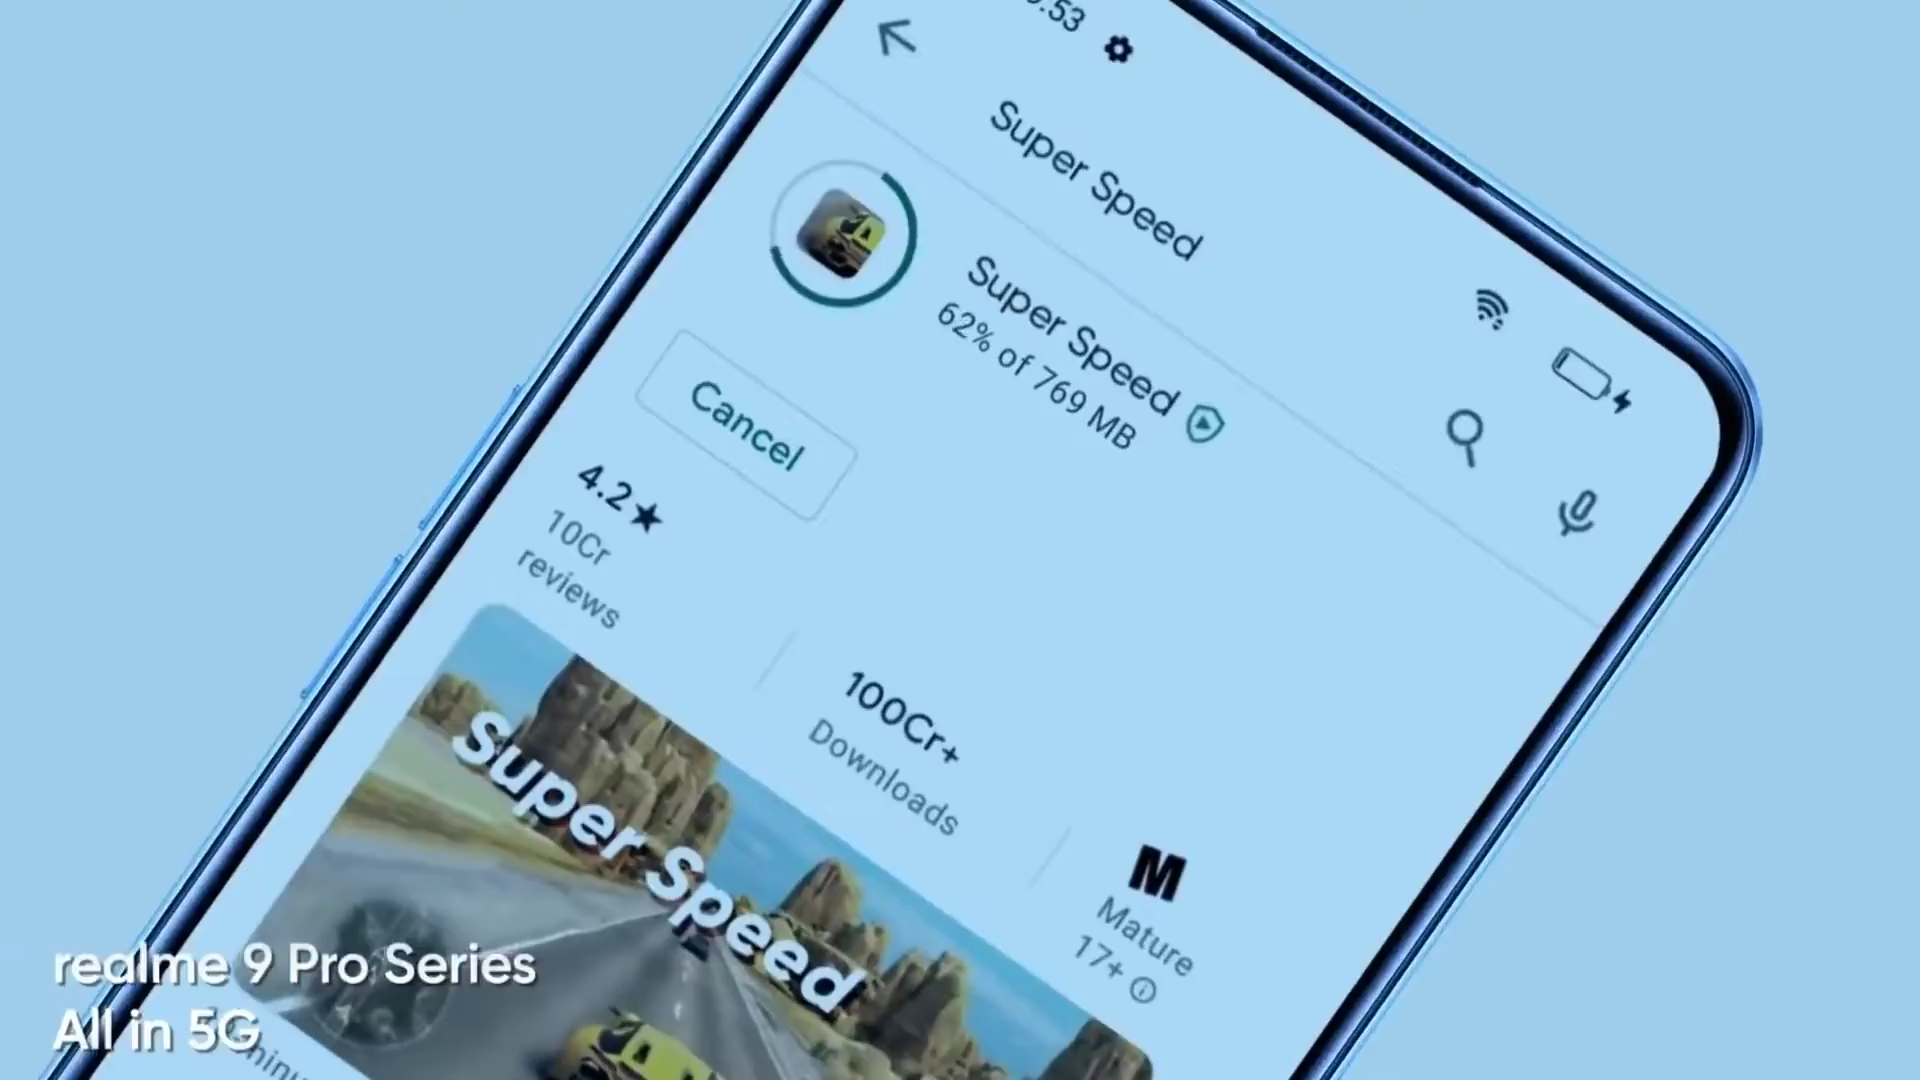 Super Speed
Super Speed
62% of 769 MB
Cancel
4.2★
10Cr
reviews
100Cr+
Downloads
M
Mature
17+
Super Speed
realme 9 Pro Series
All in 5G